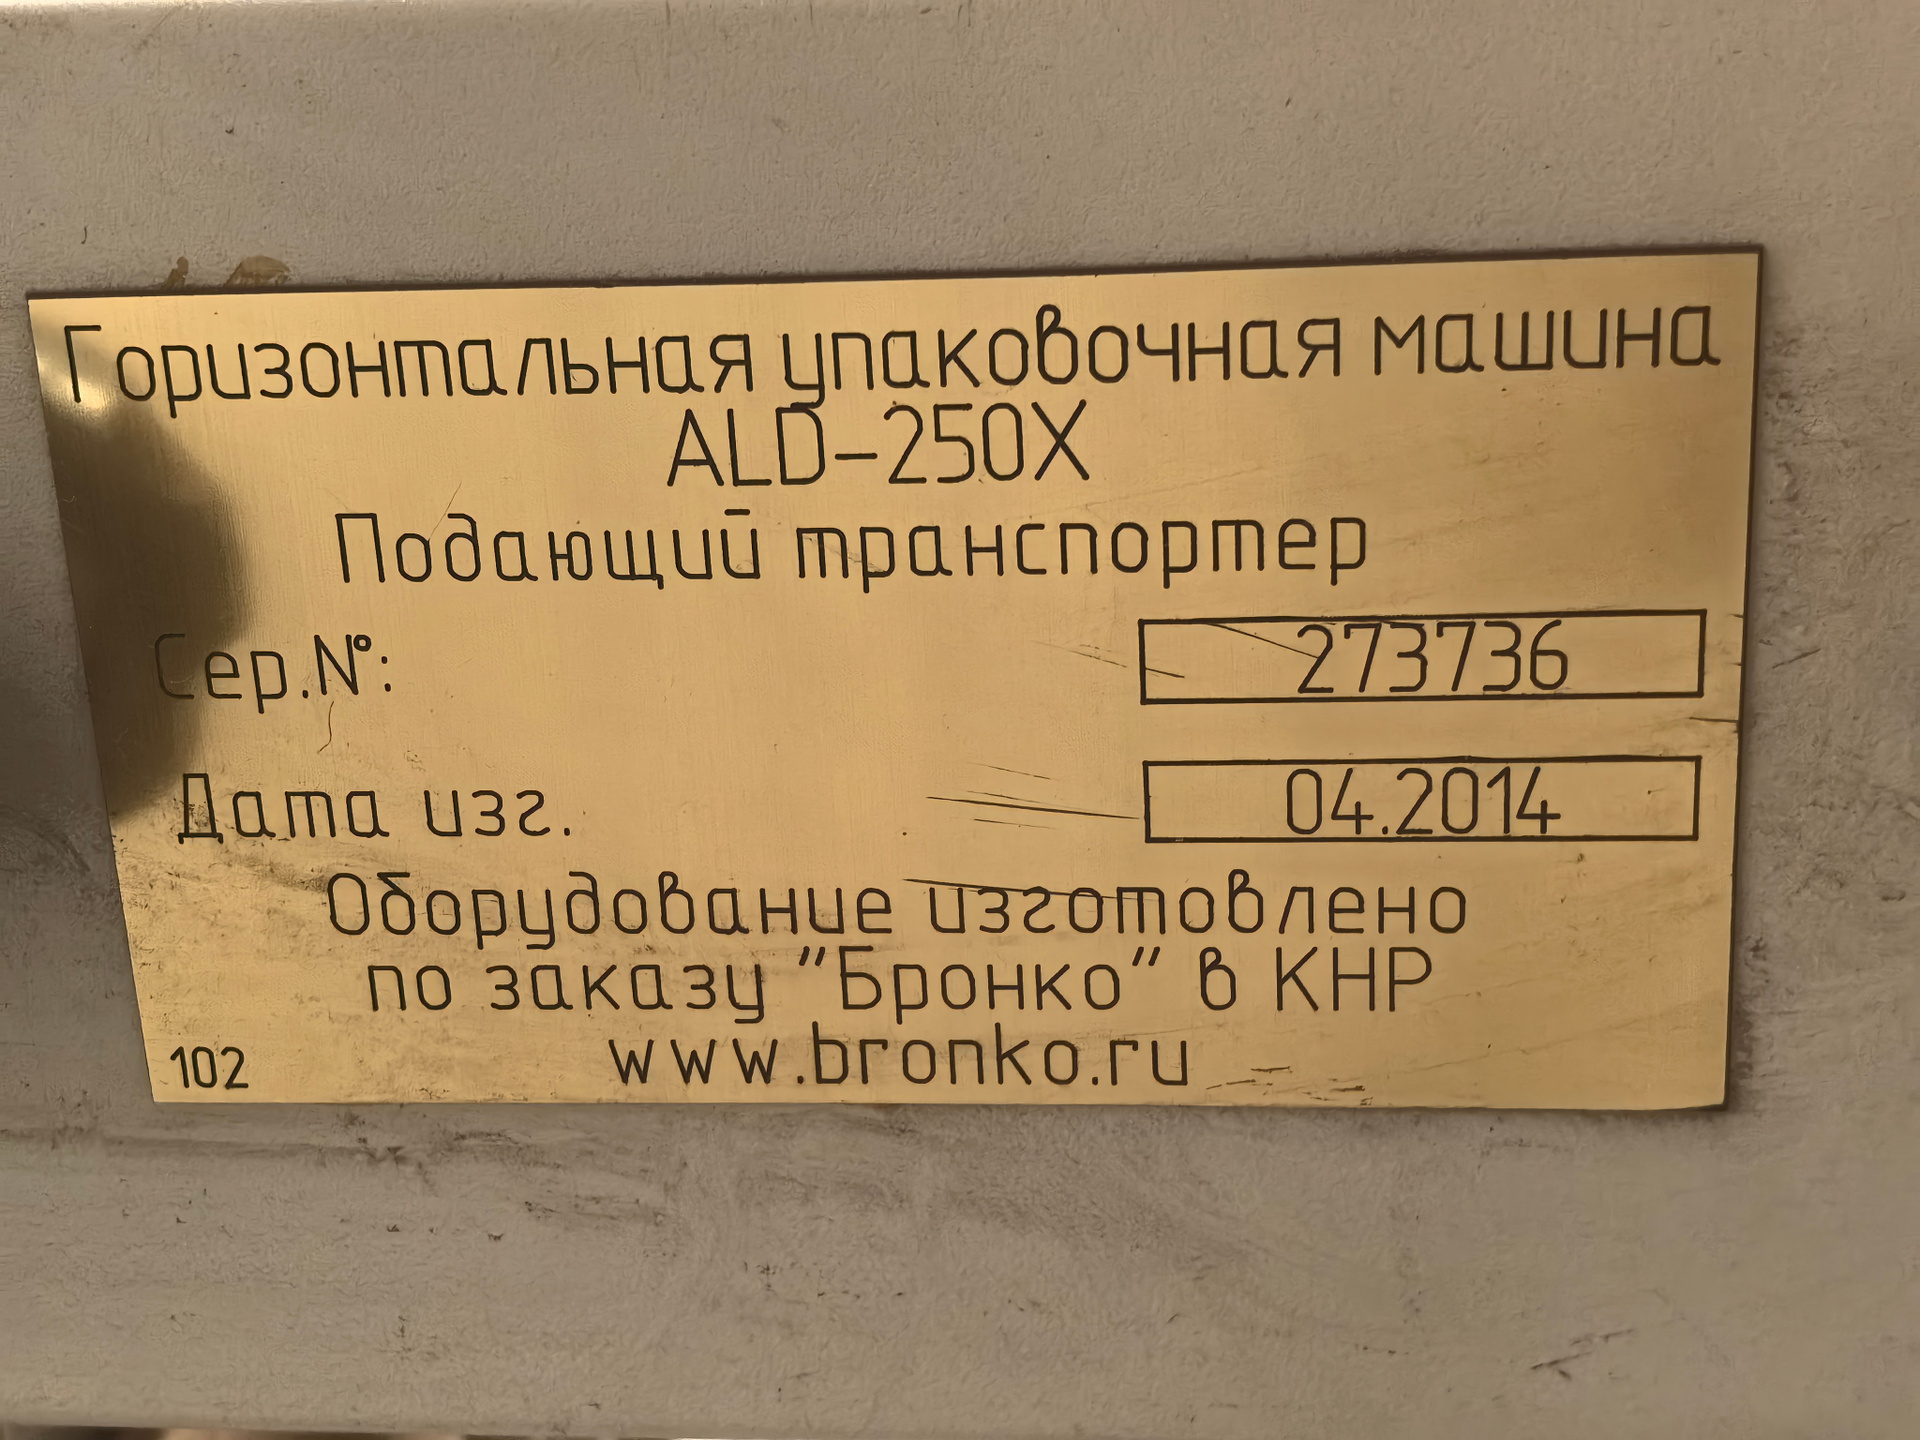 Горизонтальная упаковочная машина
ALD-250X
Подающий транспортер
Сер.№: 273736
Дата изг. 04.2014
Оборудование изготовлено
по заказу "Бронко" в КНР
www.bronko.ru
102